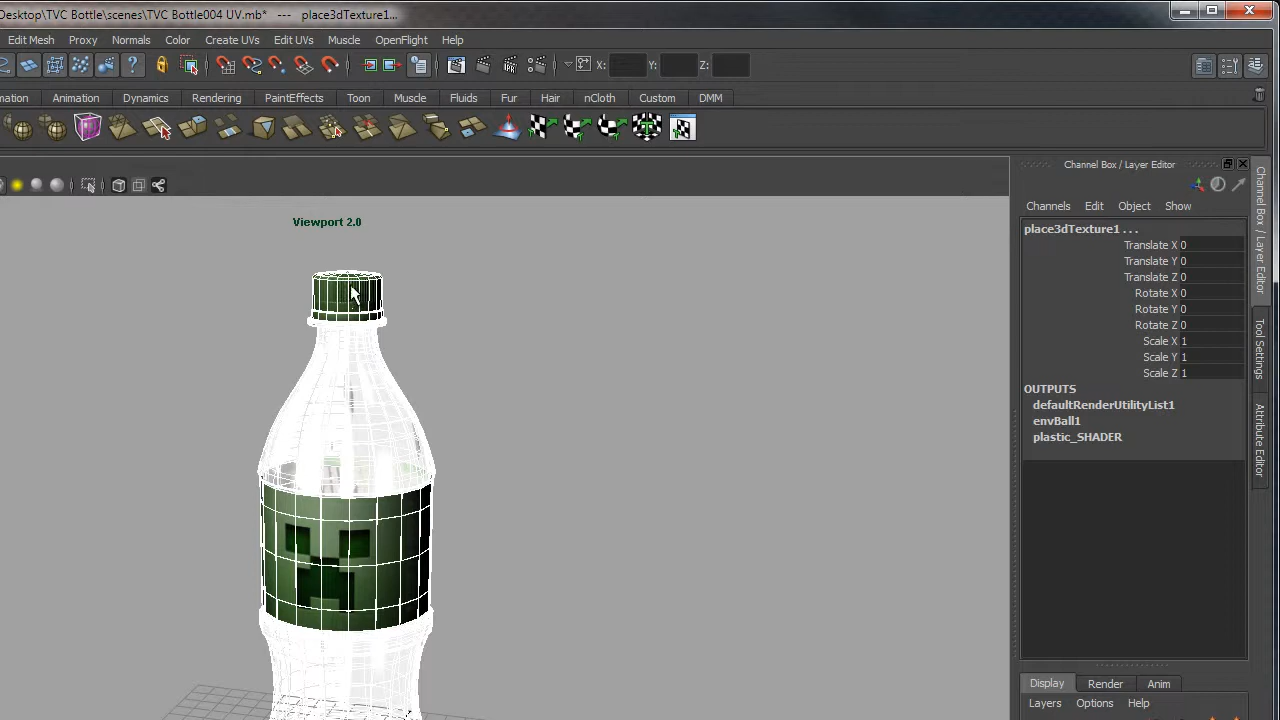 Desktop\TVC Bottle\scenes\TVC Bottle004 UV.mb* --- place3dTexture1...
Edit Mesh Proxy Normals Color Create UVs Edit UVs Muscle OpenFlight Help
X: Y: Z:
mation Animation Dynamics Rendering PaintEffects Toon Muscle Fluids Fur Hair nCloth Custom DMM
Channel Box / Layer Editor
Channels Edit Object Show
Viewport 2.0
place3dTexture1 . . .
Translate X 0
Translate Y 0
Translate Z 0
Rotate X 0
Rotate Y 0
Rotate Z 0
Scale X 1
Scale Y 1
Scale Z 1
OUTPUTS
defaultRenderUtilityList1
envBall1
plastic_SHADER
Channel Box / Layer Editor
Tool Settings
Attribute Editor
Display Render Anim
Layers Options Help